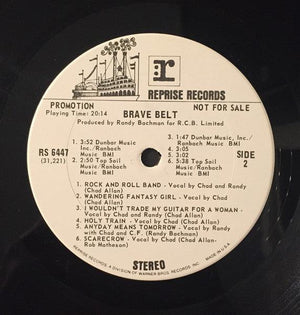 r:
REPRISE RECORDS
PROMOTION
NOT FOR SALE
Playing Time: 20:14
BRAVE BELT
Produced by Randy Bachman for R.C.B. Limited
RS 6447
(31,221)
1. 3:52 Dunbar Music
Inc./Ranbach
Music BMI
2. 2:50 Top Soil
Music/Ranbach
Music BMI
3. 1:47 Dunbar Music, Inc./
Ranbach Music BMI
4. 3:05
5. 3:02
6. 5:38 Top Soil
Music/Ranbach
Music BMI
SIDE
2
1. ROCK AND ROLL BAND - Vocal by Chad and Randy
(Chad Allan)
2. WANDERING FANTASY GIRL - Vocal by Chad
(Chad Allan)
3. I WOULDN'T TRADE MY GUITAR FOR A WOMAN -
Vocal by Chad (Chad Allan)
4. HOLY TRAIN - Vocal by Chad (Chad Allan)
5. ANYDAY MEANS TOMORROW - Vocal by Randy
with Chad and C.F. (Randy Bachman)
6. SCARECROW - Vocal by Chad (Chad Allan-
Rob Matheson)
STEREO
REPRISE RECORDS, A DIVISION OF WARNER BROS. RECORDS INC. • MADE IN U.S.A.